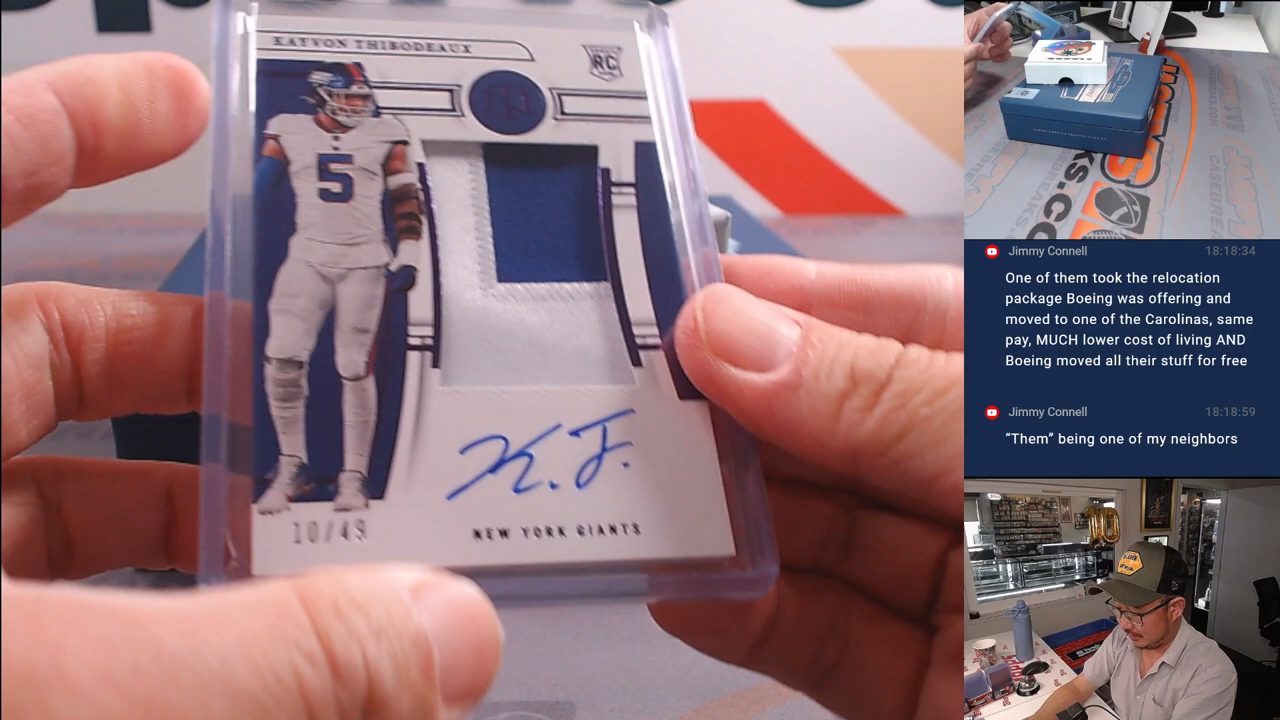 KAYVON THIBODEAUX
RC
5
K. T.
10/49
NEW YORK GIANTS
Jimmy Connell 18:18:34
One of them took the relocation
package Boeing was offering and
moved to one of the Carolinas, same
pay, MUCH lower cost of living AND
Boeing moved all their stuff for free
Jimmy Connell 18:18:59
“Them” being one of my neighbors